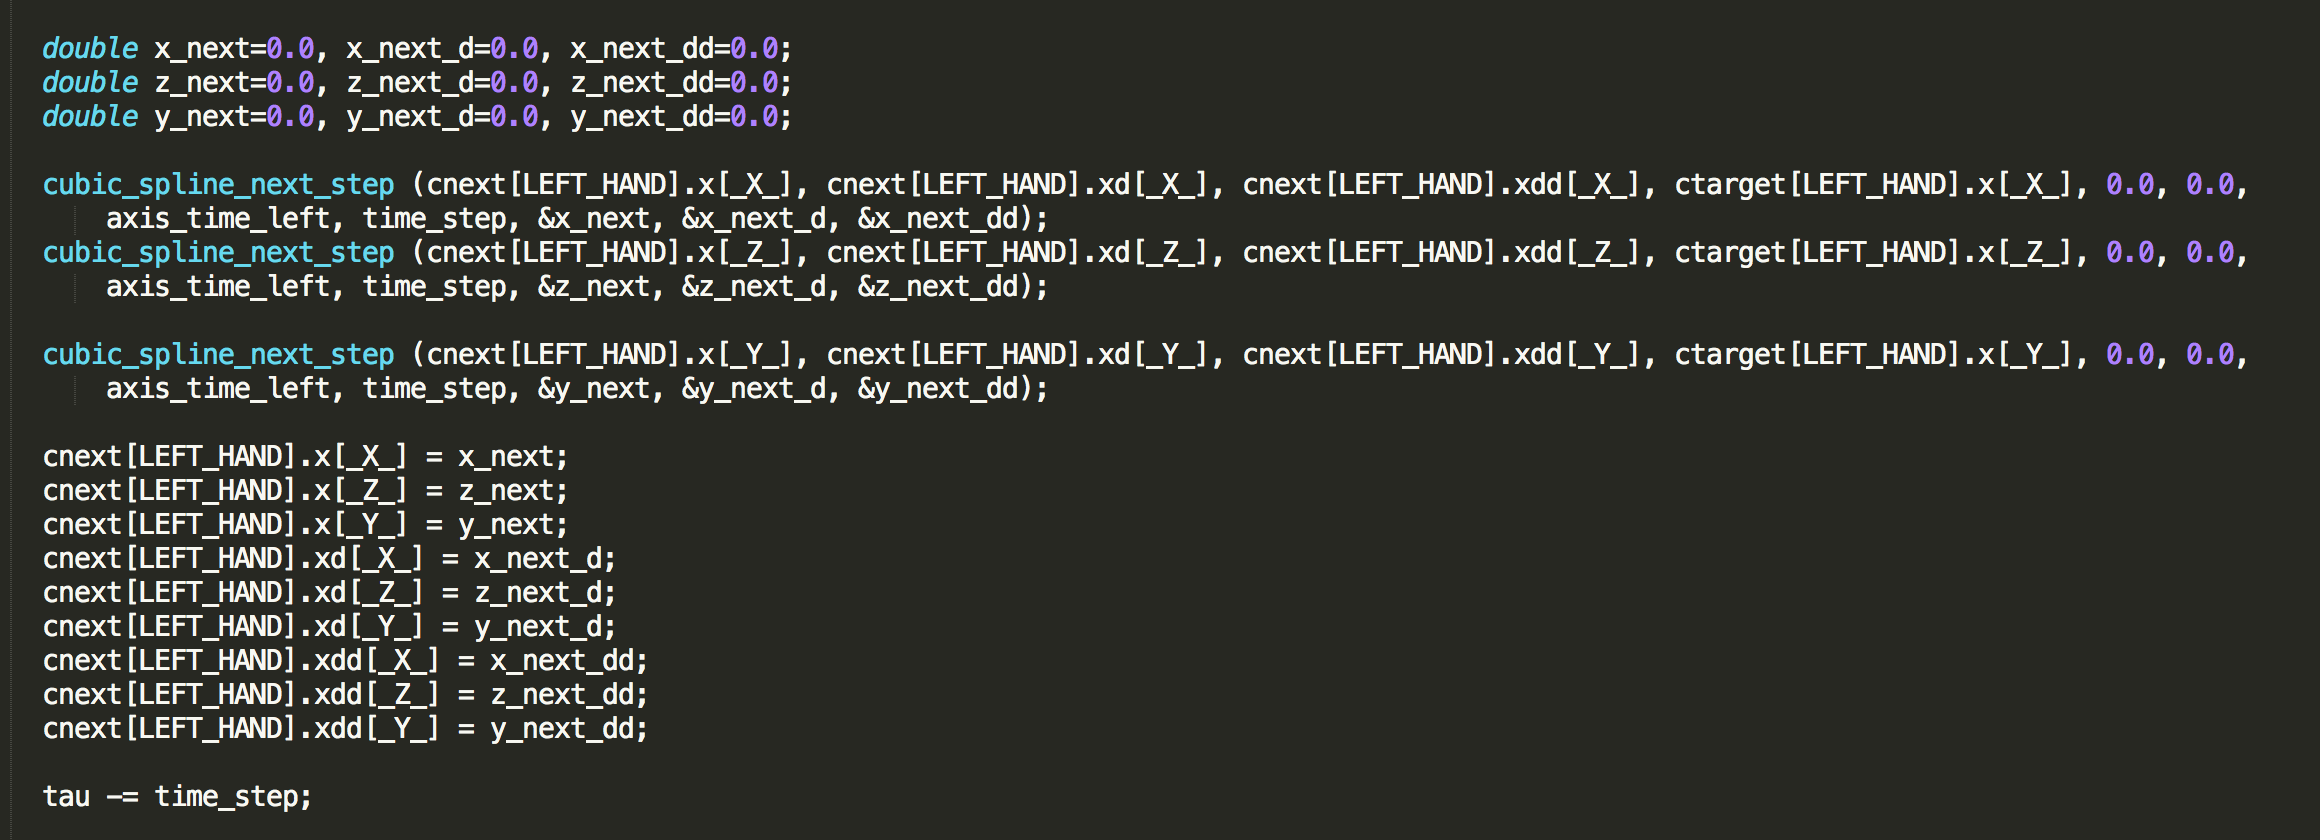 double x_next=0.0, x_next_d=0.0, x_next_dd=0.0;
double z_next=0.0, z_next_d=0.0, z_next_dd=0.0;
double y_next=0.0, y_next_d=0.0, y_next_dd=0.0;
cubic_spline_next_step (cnext[LEFT_HAND].x[_X_], cnext[LEFT_HAND].xd[_X_], cnext[LEFT_HAND].xdd[_X_], ctarget[LEFT_HAND].x[_X_], 0.0, 0.0,
axis_time_left, time_step, &x_next, &x_next_d, &x_next_dd);
cubic_spline_next_step (cnext[LEFT_HAND].x[_Z_], cnext[LEFT_HAND].xd[_Z_], cnext[LEFT_HAND].xdd[_Z_], ctarget[LEFT_HAND].x[_Z_], 0.0, 0.0,
axis_time_left, time_step, &z_next, &z_next_d, &z_next_dd);
cubic_spline_next_step (cnext[LEFT_HAND].x[_Y_], cnext[LEFT_HAND].xd[_Y_], cnext[LEFT_HAND].xdd[_Y_], ctarget[LEFT_HAND].x[_Y_], 0.0, 0.0,
axis_time_left, time_step, &y_next, &y_next_d, &y_next_dd);
cnext[LEFT_HAND].x[_X_] = x_next;
cnext[LEFT_HAND].x[_Z_] = z_next;
cnext[LEFT_HAND].x[_Y_] = y_next;
cnext[LEFT_HAND].xd[_X_] = x_next_d;
cnext[LEFT_HAND].xd[_Z_] = z_next_d;
cnext[LEFT_HAND].xd[_Y_] = y_next_d;
cnext[LEFT_HAND].xdd[_X_] = x_next_dd;
cnext[LEFT_HAND].xdd[_Z_] = z_next_dd;
cnext[LEFT_HAND].xdd[_Y_] = y_next_dd;
tau -= time_step;